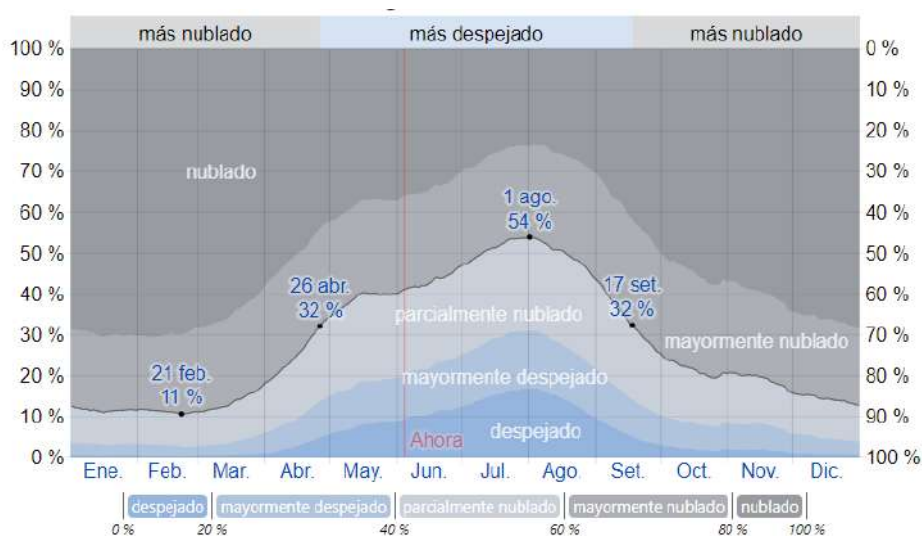 más nublado más despejado más nublado
100 % 0 %
90 % 10 %
80 % 20 %
70 % nublado 30 %
1 ago.
60 % 40 %
54 %
50 % 50 %
26 abr. 17 set.
40 % 32 % 32 % 60 %
parcialmente nublado
30 % mayormente nublado 70 %
21 feb.
20 % mayormente despejado 80 %
11 %
10 % 90 %
Ahora despejado
0 % 100 %
Ene. Feb. Mar. Abr. May. Jun. Jul. Ago. Set. Oct. Nov. Dic.
despejado mayormente despejado parcialmente nublado mayormente nublado nublado
0 % 20 % 40 % 60 % 80 % 100 %